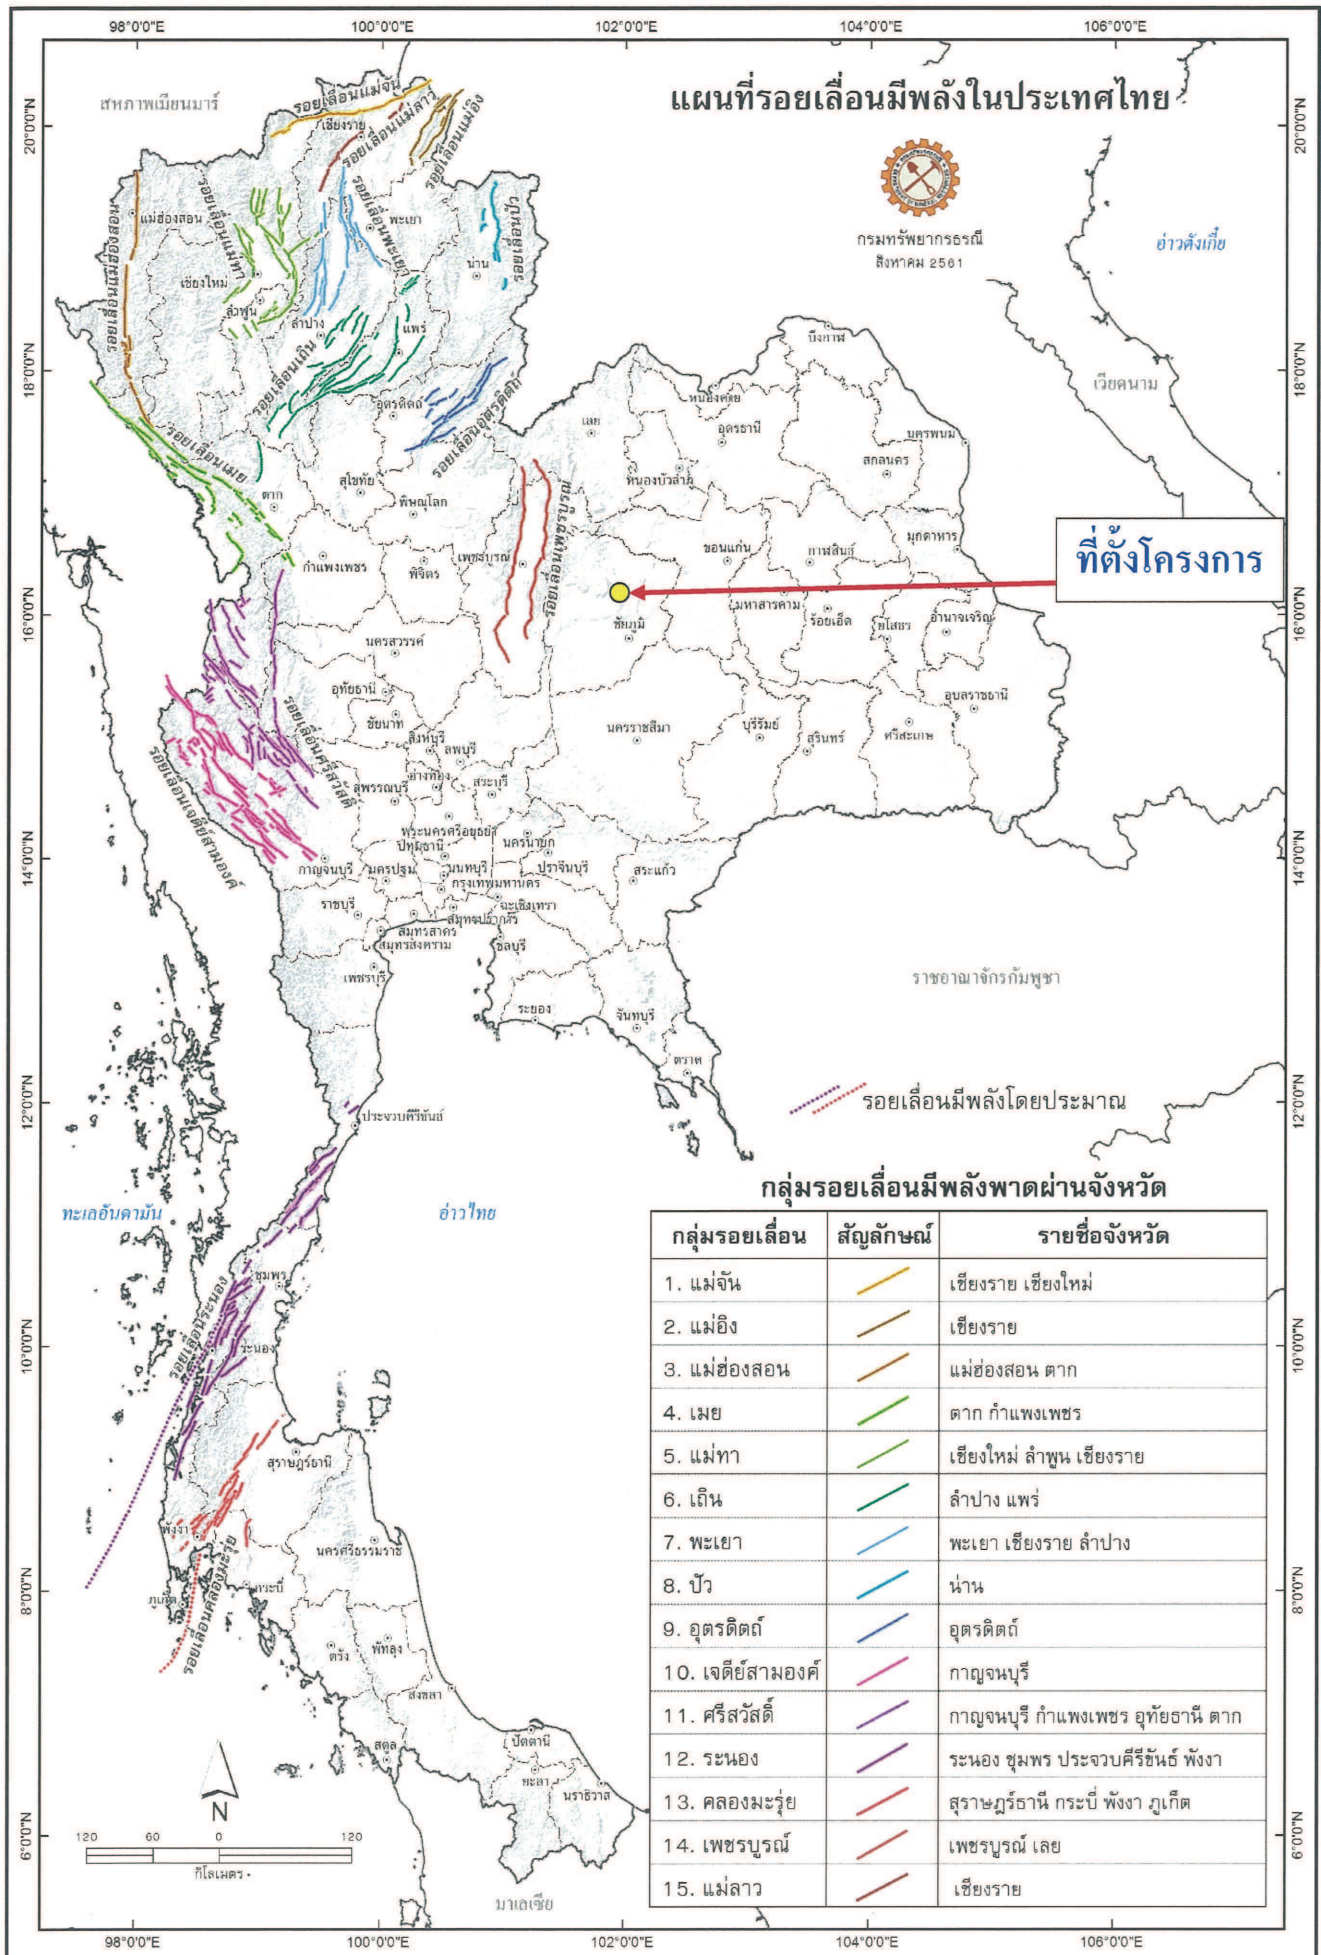 98°0'0"E 100°0'0"E 102°0'0"E 104°0'0"E 106°0'0"E
แผนที่รอยเลื่อนมีพลังในประเทศไทย
กรมทรัพยากรธรณี
สิงหาคม 2561
สหภาพเมียนมาร์
อ่าวตังเกี๋ย
เวียดนาม
รอยเลื่อนแม่จัน
รอยเลื่อนแม่ลาว
รอยเลื่อนแม่อิง
เชียงราย
รอยเลื่อนแม่ฮ่องสอน
แม่ฮ่องสอน
รอยเลื่อนแม่ทา
รอยเลื่อนพะเยา
พะเยา
รอยเลื่อนปัว
น่าน
เชียงใหม่
ลำพูน
ลำปาง
แพร่
รอยเลื่อนเถิน
อุตรดิตถ์
รอยเลื่อนอุตรดิตถ์
รอยเลื่อนเมย
ตาก
สุโขทัย
พิษณุโลก
กำแพงเพชร
พิจิตร
เพชรบูรณ์
รอยเลื่อนเพชรบูรณ์
เลย
บึงกาฬ
หนองคาย
อุดรธานี
หนองบัวลำภู
นครพนม
สกลนคร
ขอนแก่น
กาฬสินธุ์
มุกดาหาร
ที่ตั้งโครงการ
มหาสารคาม
ร้อยเอ็ด
ยโสธร
อำนาจเจริญ
ชัยภูมิ
นครสวรรค์
อุทัยธานี
ชัยนาท
สิงห์บุรี
ลพบุรี
อ่างทอง
สระบุรี
สุพรรณบุรี
นครราชสีมา
บุรีรัมย์
สุรินทร์
ศรีสะเกษ
อุบลราชธานี
รอยเลื่อนศรีสวัสดิ์
รอยเลื่อนเจดีย์สามองค์
พระนครศรีอยุธยา
ปทุมธานี
นครนายก
กาญจนบุรี
นครปฐม
นนทบุรี
ปราจีนบุรี
สระแก้ว
กรุงเทพมหานคร
ราชบุรี
ฉะเชิงเทรา
สมุทรปราการ
สมุทรสาคร
สมุทรสงคราม
ชลบุรี
เพชรบุรี
ระยอง
จันทบุรี
ตราด
ราชอาณาจักรกัมพูชา
รอยเลื่อนมีพลังโดยประมาณ
ประจวบคีรีขันธ์
ทะเลอันดามัน
อ่าวไทย
ชุมพร
รอยเลื่อนระนอง
ระนอง
สุราษฎร์ธานี
พังงา
นครศรีธรรมราช
รอยเลื่อนคลองมะรุ่ย
กระบี่
ภูเก็ต
ตรัง
พัทลุง
สงขลา
สตูล
ปัตตานี
ยะลา
นราธิวาส
มาเลเซีย
N
120 60 0 120
กิโลเมตร
กลุ่มรอยเลื่อนมีพลังพาดผ่านจังหวัด
กลุ่มรอยเลื่อน สัญลักษณ์ รายชื่อจังหวัด
1. แม่จัน เชียงราย เชียงใหม่
2. แม่อิง เชียงราย
3. แม่ฮ่องสอน แม่ฮ่องสอน ตาก
4. เมย ตาก กำแพงเพชร
5. แม่ทา เชียงใหม่ ลำพูน เชียงราย
6. เถิน ลำปาง แพร่
7. พะเยา พะเยา เชียงราย ลำปาง
8. ปัว น่าน
9. อุตรดิตถ์ อุตรดิตถ์
10. เจดีย์สามองค์ กาญจนบุรี
11. ศรีสวัสดิ์ กาญจนบุรี กำแพงเพชร อุทัยธานี ตาก
12. ระนอง ระนอง ชุมพร ประจวบคีรีขันธ์ พังงา
13. คลองมะรุ่ย สุราษฎร์ธานี กระบี่ พังงา ภูเก็ต
14. เพชรบูรณ์ เพชรบูรณ์ เลย
15. แม่ลาว เชียงราย
20°0'0"N 20°0'0"N
18°0'0"N 18°0'0"N
16°0'0"N 16°0'0"N
14°0'0"N 14°0'0"N
12°0'0"N 12°0'0"N
10°0'0"N 10°0'0"N
8°0'0"N 8°0'0"N
6°0'0"N 6°0'0"N
98°0'0"E 100°0'0"E 102°0'0"E 104°0'0"E 106°0'0"E